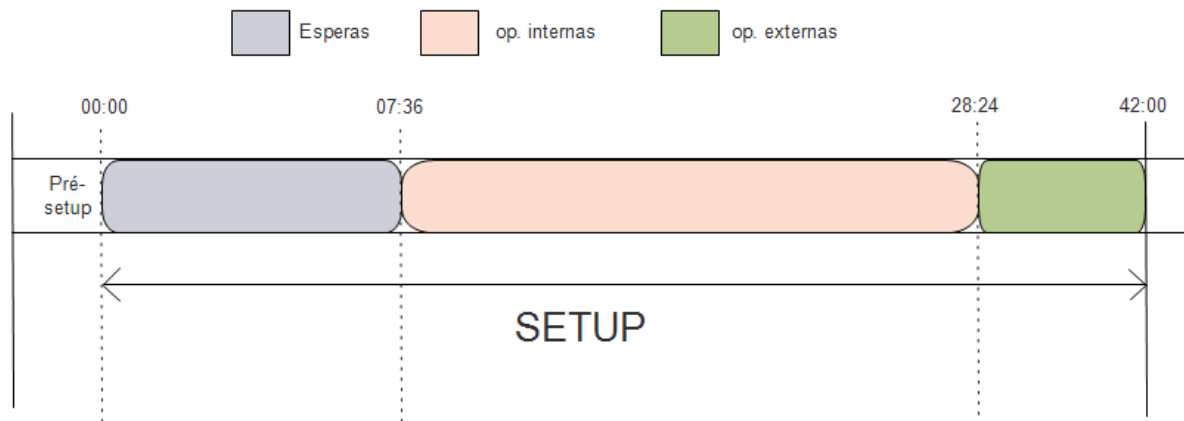 Esperas
op. internas
op. externas
00:00
07:36
28:24
42:00
Pré-
setup
SETUP